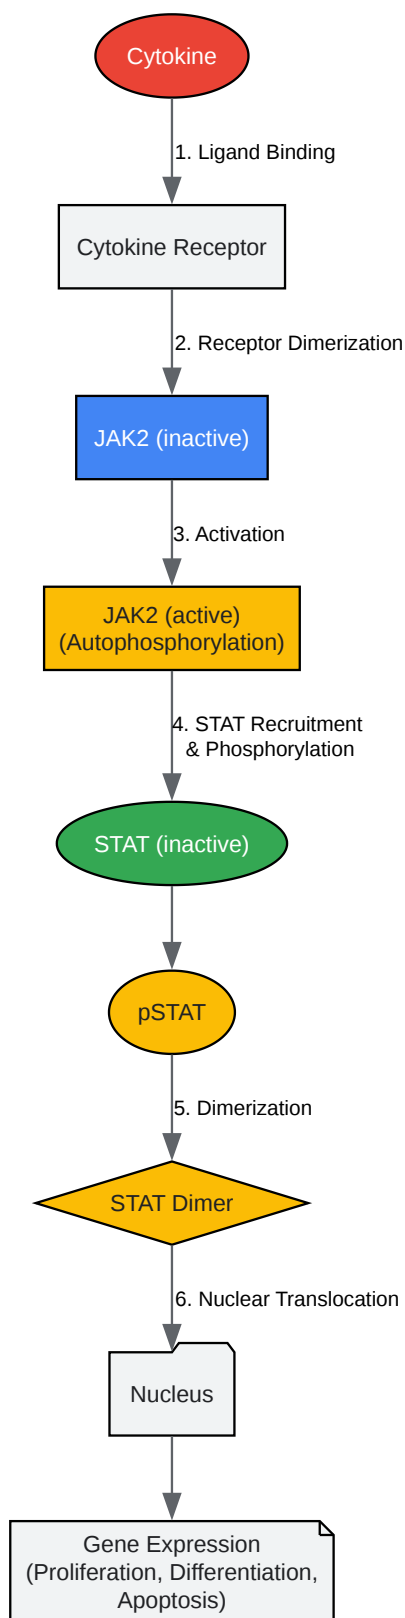 Cytokine
1. Ligand Binding
Cytokine Receptor
2. Receptor Dimerization
JAK2 (inactive)
3. Activation
JAK2 (active)
(Autophosphorylation)
4. STAT Recruitment
& Phosphorylation
STAT (inactive)
pSTAT
5. Dimerization
STAT Dimer
6. Nuclear Translocation
Nucleus
Gene Expression
(Proliferation, Differentiation,
Apoptosis)